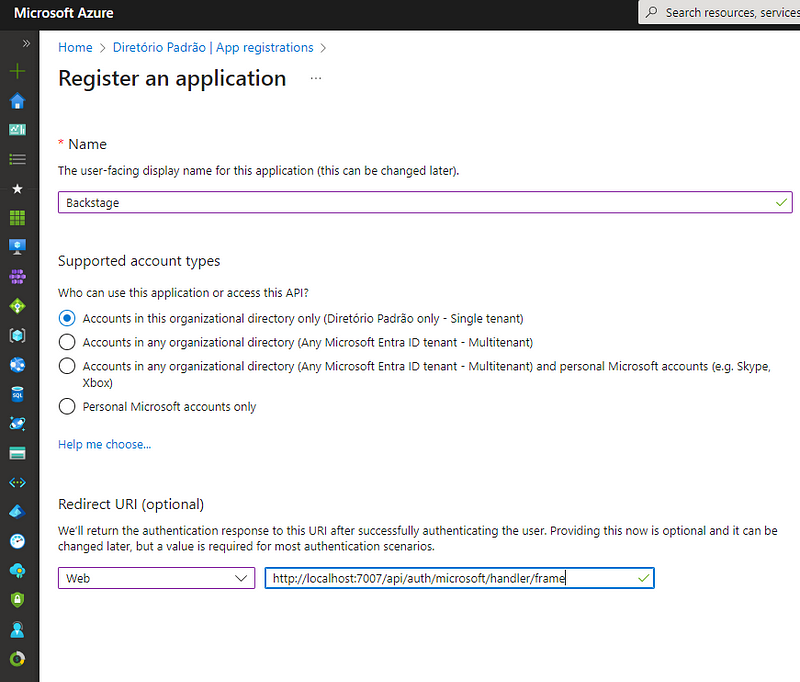 Microsoft Azure
Search resources, services
Home > Diretório Padrão | App registrations >
Register an application ...
* Name
The user-facing display name for this application (this can be changed later).
Backstage
Supported account types
Who can use this application or access this API?
Accounts in this organizational directory only (Diretório Padrão only - Single tenant)
Accounts in any organizational directory (Any Microsoft Entra ID tenant - Multitenant)
Accounts in any organizational directory (Any Microsoft Entra ID tenant - Multitenant) and personal Microsoft accounts (e.g. Skype,
Xbox)
Personal Microsoft accounts only
Help me choose...
Redirect URI (optional)
We'll return the authentication response to this URI after successfully authenticating the user. Providing this now is optional and it can be
changed later, but a value is required for most authentication scenarios.
Web
http://localhost:7007/api/auth/microsoft/handler/frame